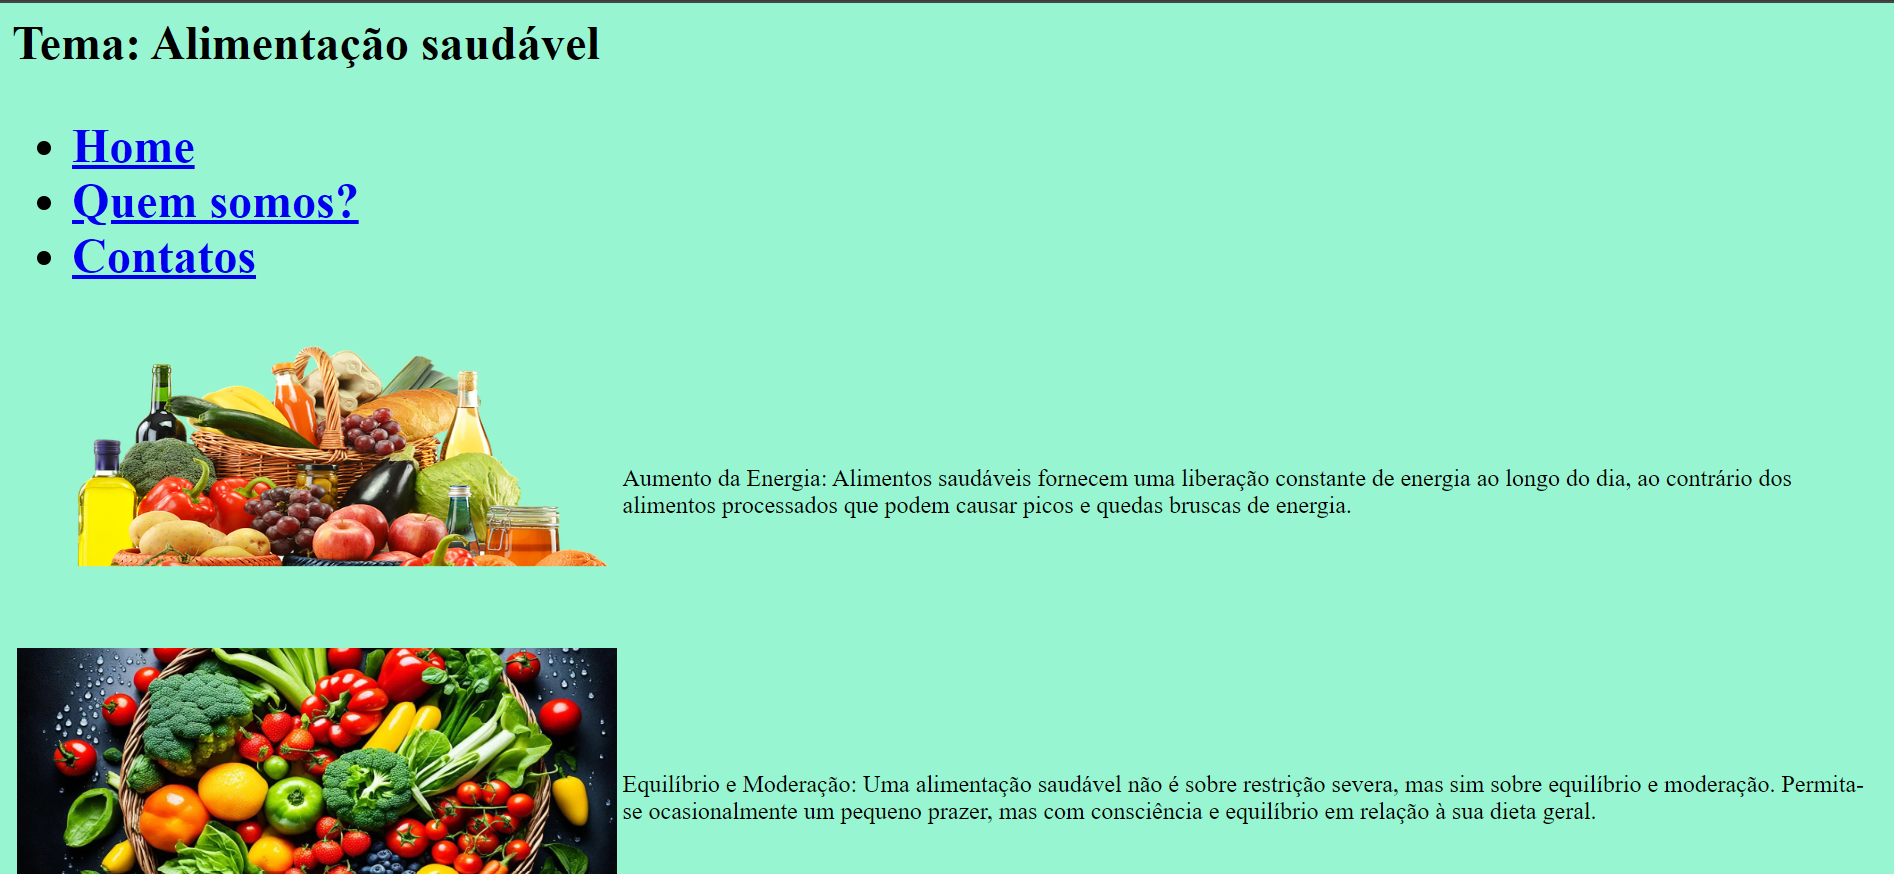 Tema: Alimentação saudável
Home
Quem somos?
Contatos
Aumento da Energia: Alimentos saudáveis fornecem uma liberação constante de energia ao longo do dia, ao contrário dos
alimentos processados que podem causar picos e quedas bruscas de energia.
Equilíbrio e Moderação: Uma alimentação saudável não é sobre restrição severa, mas sim sobre equilíbrio e moderação. Permita-
se ocasionalmente um pequeno prazer, mas com consciência e equilíbrio em relação à sua dieta geral.